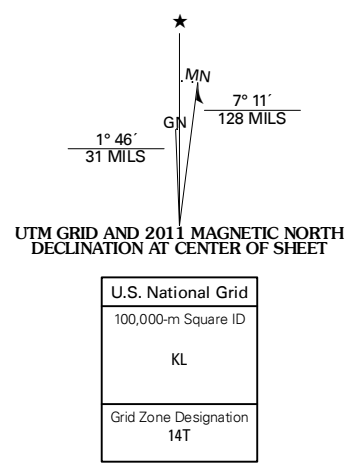 MN
GN
7° 11´
128 MILS
1° 46´
31 MILS
UTM GRID AND 2011 MAGNETIC NORTH
DECLINATION AT CENTER OF SHEET
U.S. National Grid
100,000-m Square ID
KL
Grid Zone Designation
14T